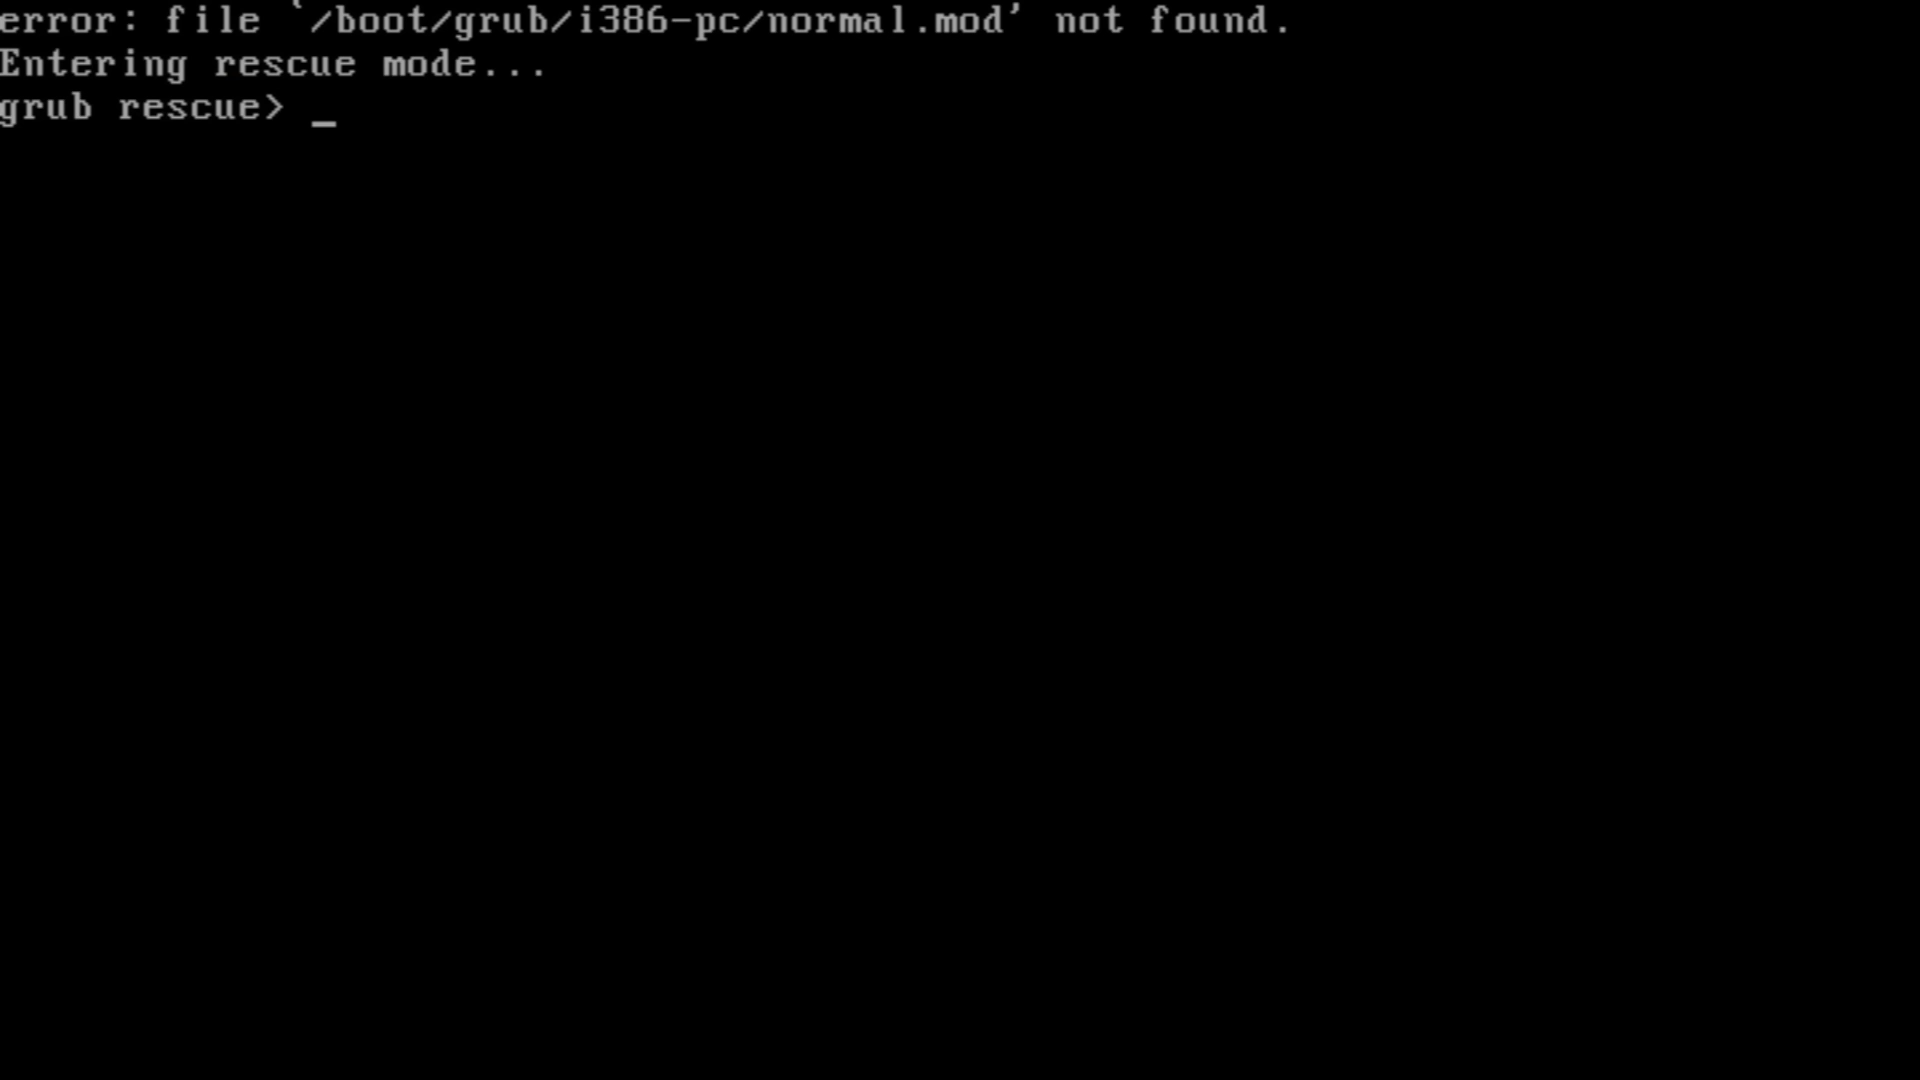 error: file `/boot/grub/i386-pc/normal.mod' not found.
Entering rescue mode...
grub rescue> _